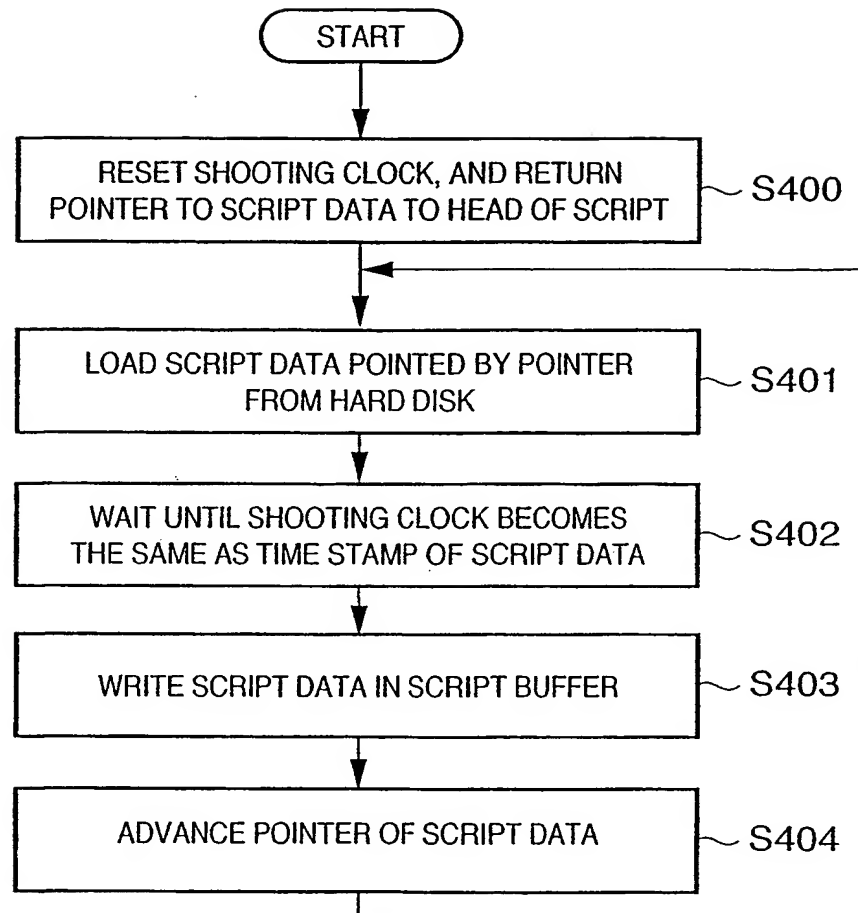 START
RESET SHOOTING CLOCK, AND RETURN
POINTER TO SCRIPT DATA TO HEAD OF SCRIPT
S400
LOAD SCRIPT DATA POINTED BY POINTER
FROM HARD DISK
S401
WAIT UNTIL SHOOTING CLOCK BECOMES
THE SAME AS TIME STAMP OF SCRIPT DATA
S402
WRITE SCRIPT DATA IN SCRIPT BUFFER
S403
ADVANCE POINTER OF SCRIPT DATA
S404